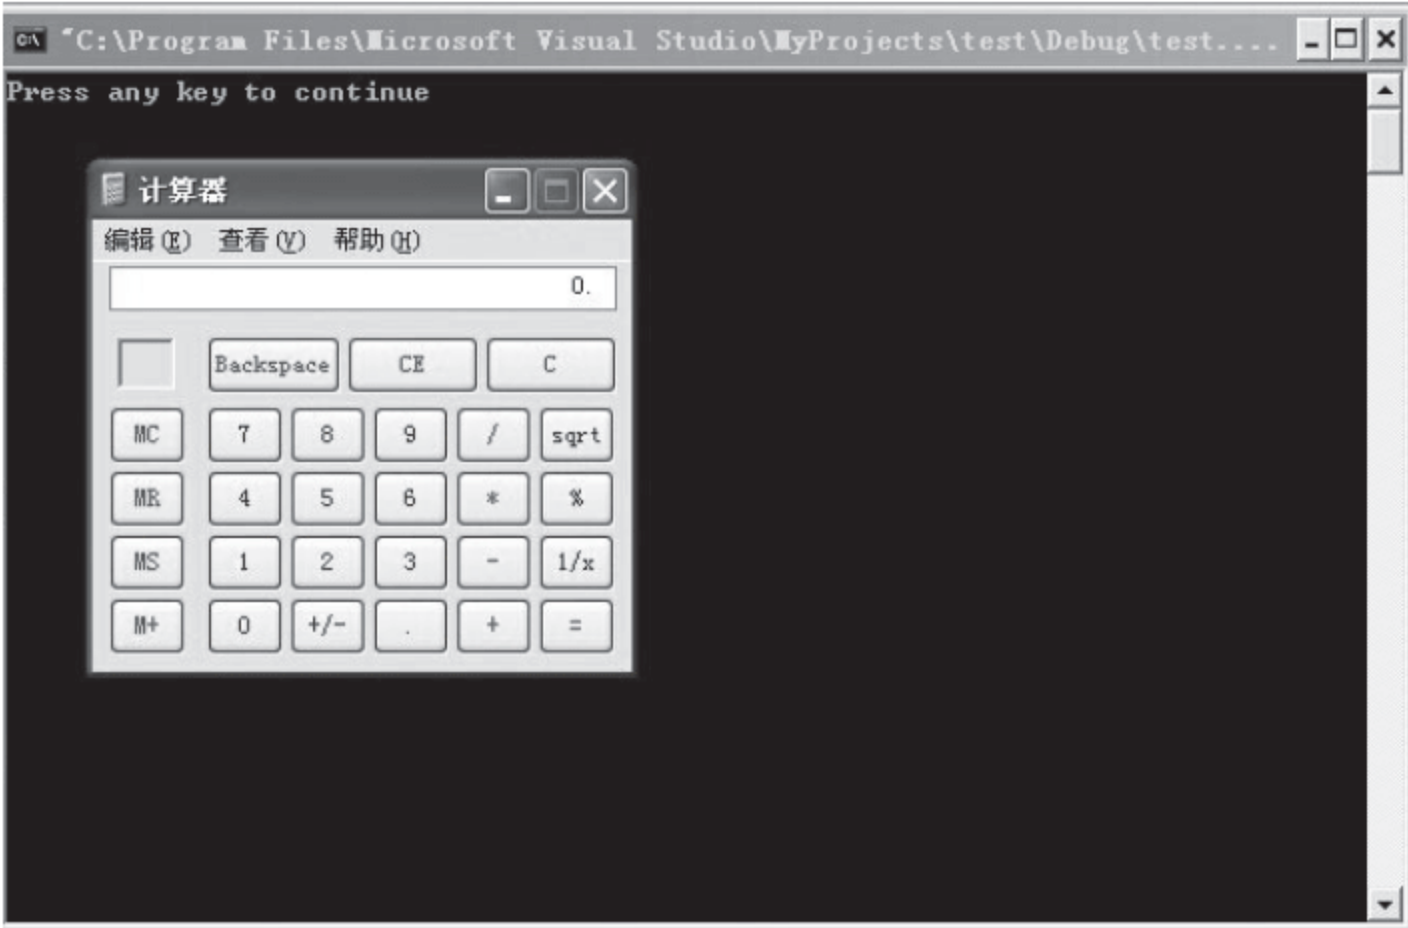 "C:\Program Files\Microsoft Visual Studio\MyProjects\test\Debug\test....
Press any key to continue
计算器
编辑(E) 查看(V) 帮助(H)
0.
Backspace CE C
MC 7 8 9 / sqrt
MR 4 5 6 * %
MS 1 2 3 - 1/x
M+ 0 +/- . + =